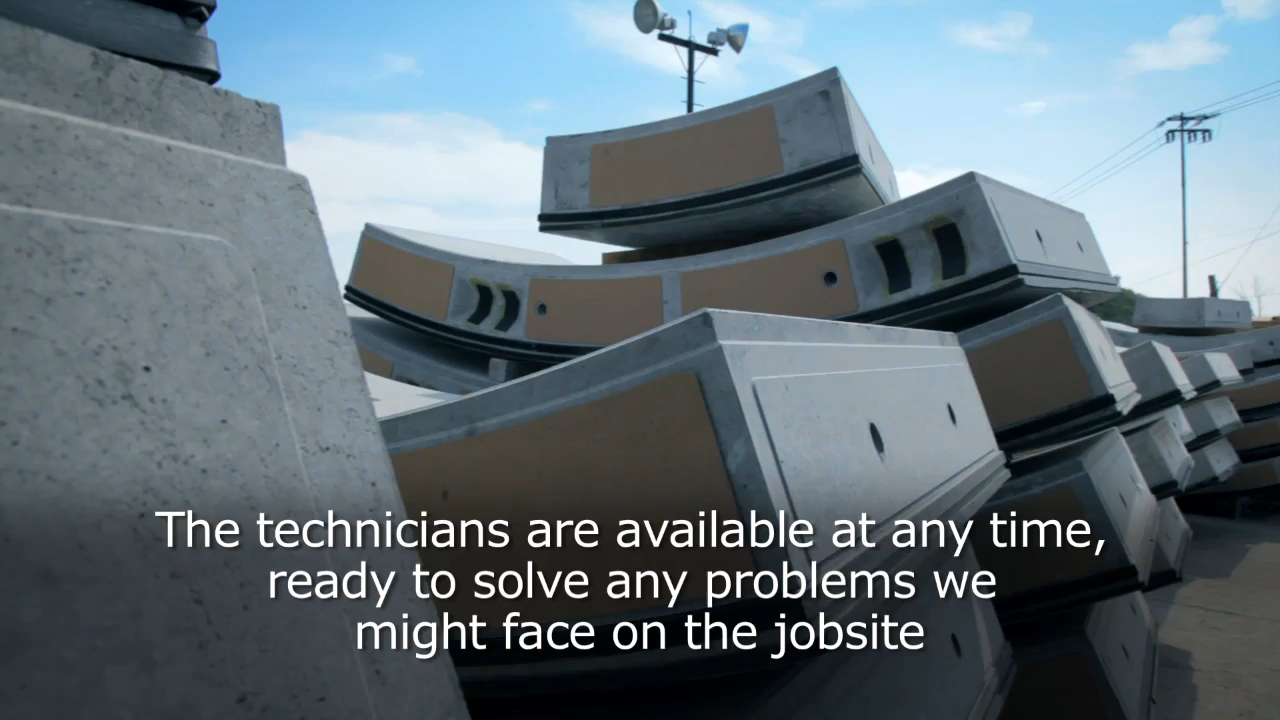 The technicians are available at any time,
ready to solve any problems we
might face on the jobsite